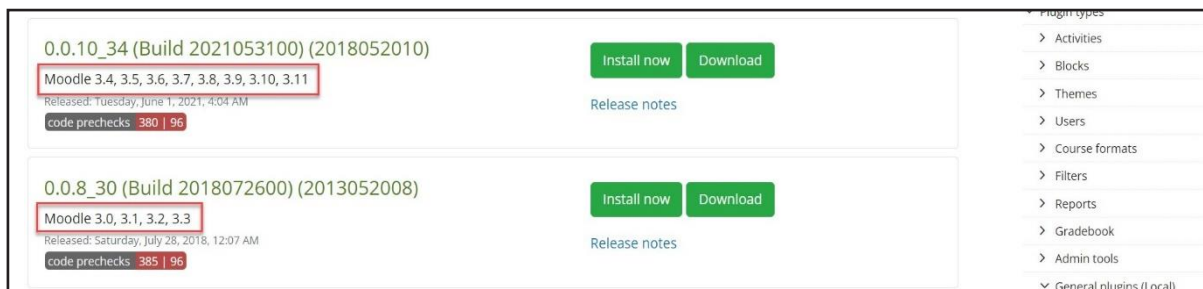 0.0.10_34 (Build 2021053100) (2018052010)
Moodle 3.4, 3.5, 3.6, 3.7, 3.8, 3.9, 3.10, 3.11
Released: Tuesday, June 1, 2021, 4:04 AM
code prechecks 380 | 96
Install now Download
Release notes
0.0.8_30 (Build 2018072600) (2013052008)
Moodle 3.0, 3.1, 3.2, 3.3
Released: Saturday, July 28, 2018, 12:07 AM
code prechecks 385 | 96
Install now Download
Release notes
Plugin types
Activities
Blocks
Themes
Users
Course formats
Filters
Reports
Gradebook
Admin tools
General plugins (Local)